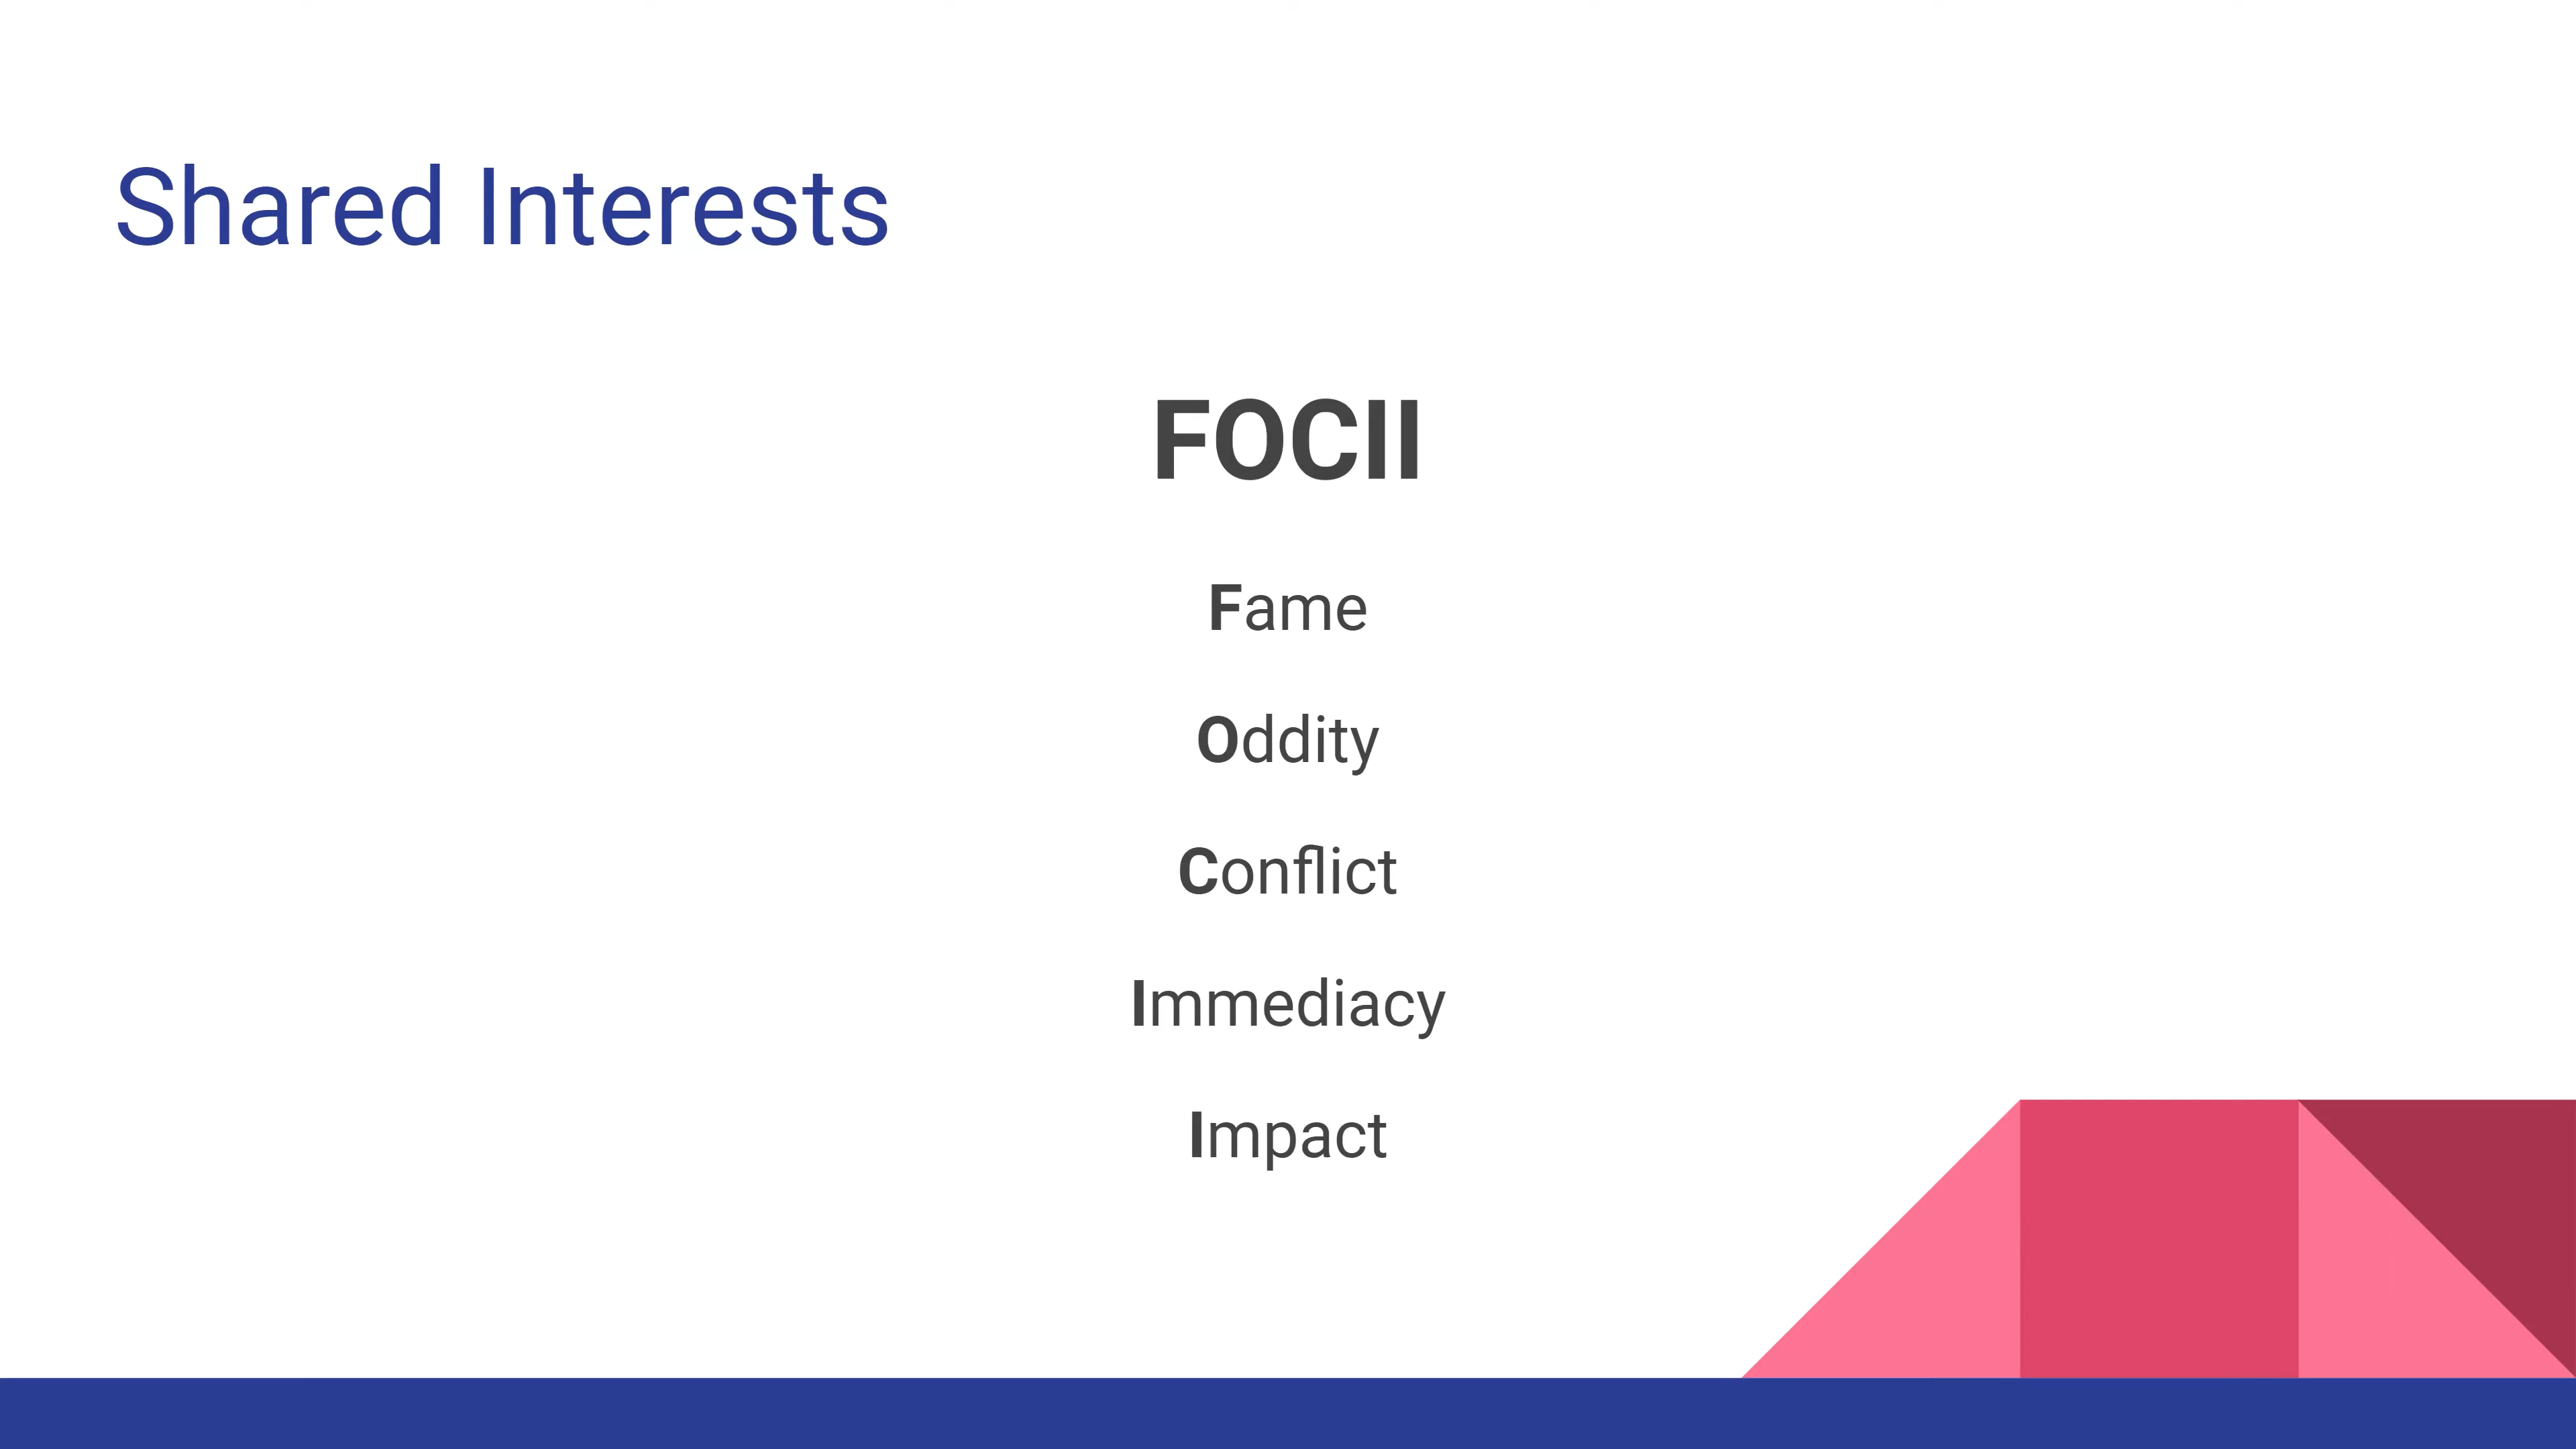 Shared Interests
FOCII
Fame
Oddity
Conflict
Immediacy
Impact